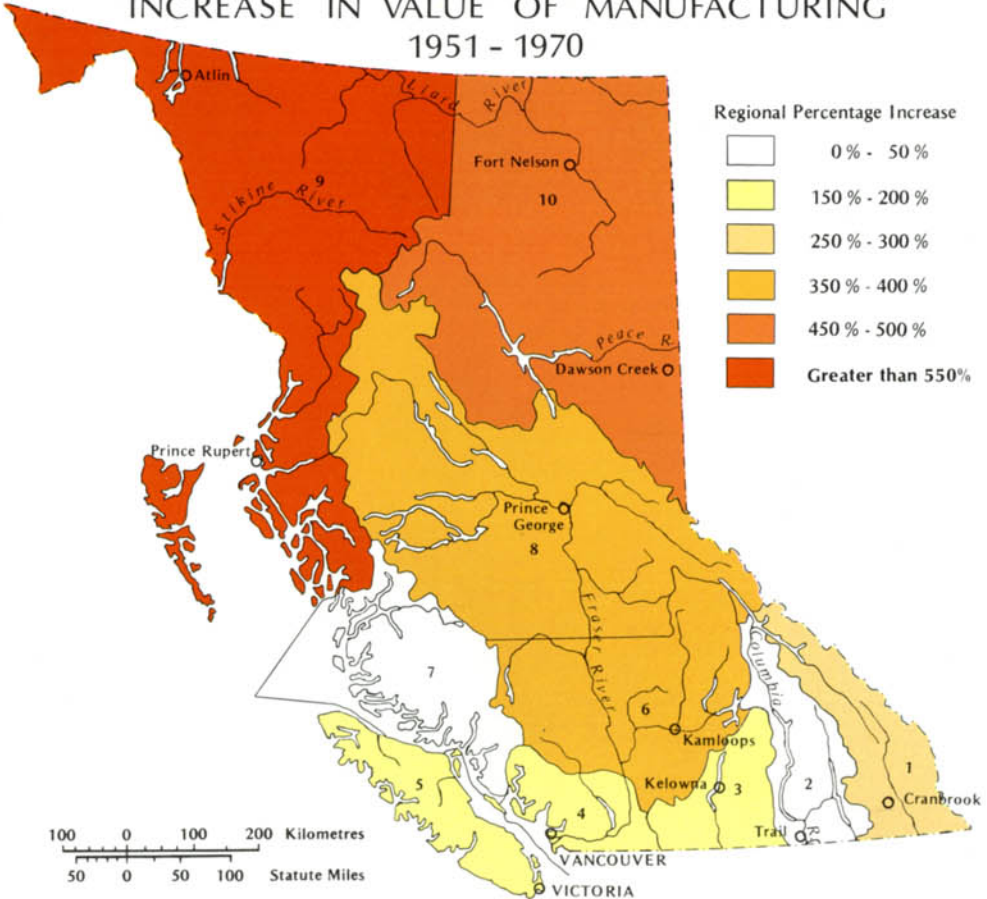 INCREASE IN VALUE OF MANUFACTURING
1951 - 1970
Atlin
Liard River
Regional Percentage Increase
0 % - 50 %
150 % - 200 %
250 % - 300 %
350 % - 400 %
450 % - 500 %
Greater than 550%
Fort Nelson
9
10
Stikine River
Peace R.
Dawson Creek
Prince Rupert
Prince
George
8
Fraser River
Columbia
7
6
Kamloops
5
Kelowna
3
2
1
Cranbrook
4
Trail
R.
VANCOUVER
VICTORIA
100 0 100 200 Kilometres
50 0 50 100 Statute Miles